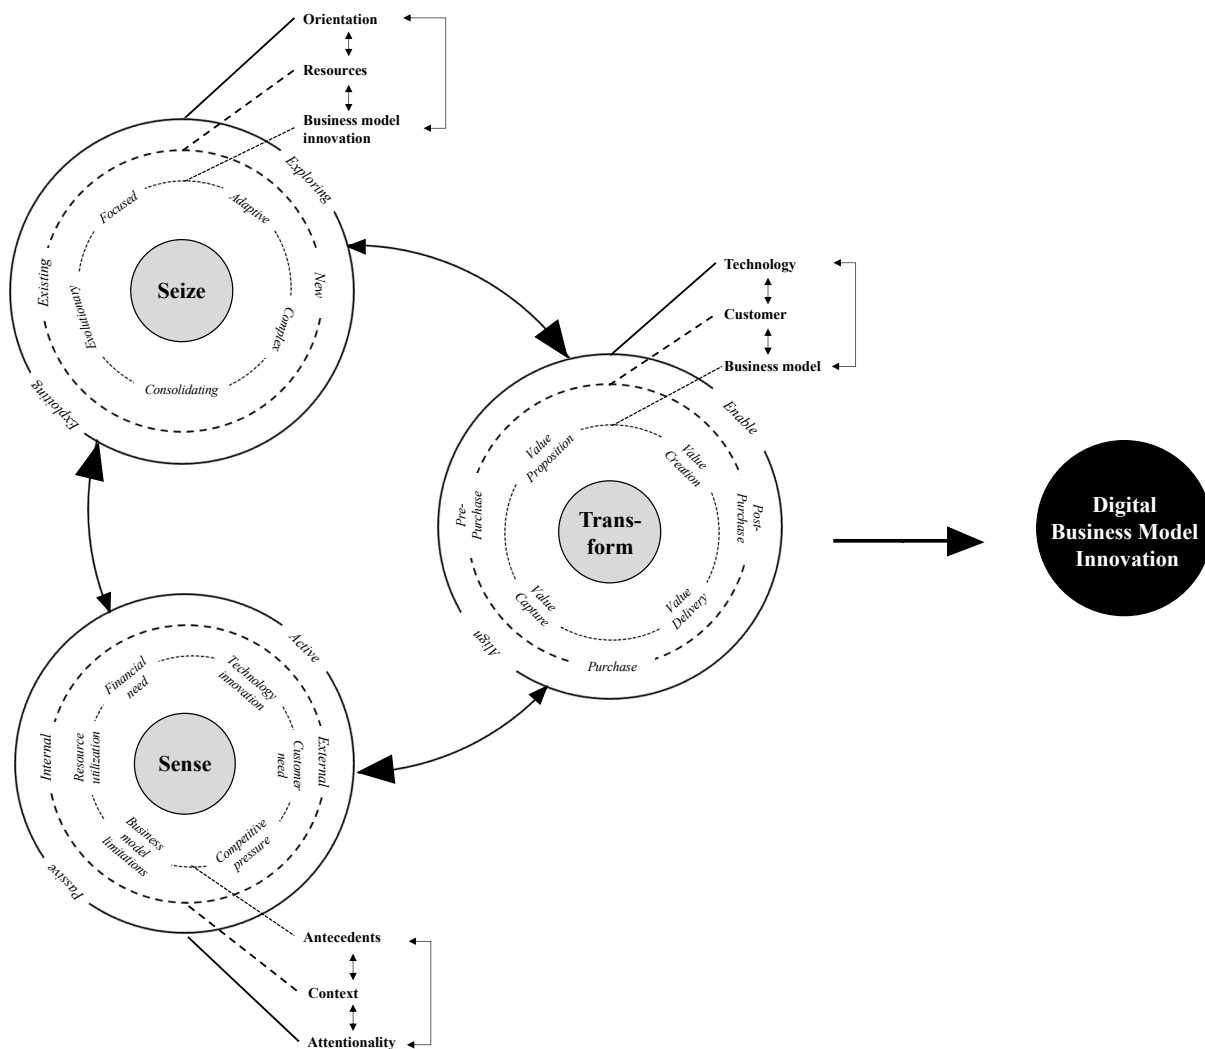 Orientation
Resources
Business model
innovation
Exploring
Focused
Adaptive
Existing
New
Seize
Evolutionary
Complex
Consolidating
Exploiting
Technology
Customer
Business model
Enable
Value
Proposition
Value
Creation
Pre-
Purchase
Post-
Purchase
Trans-
form
Value
Capture
Value
Delivery
Align
Purchase
Digital
Business Model
Innovation
Active
Financial
need
Technology
innovation
Internal
Resource
utilization
Sense
Customer
need
External
Business
model
limitations
Competitive
pressure
Passive
Antecedents
Context
Attentionality